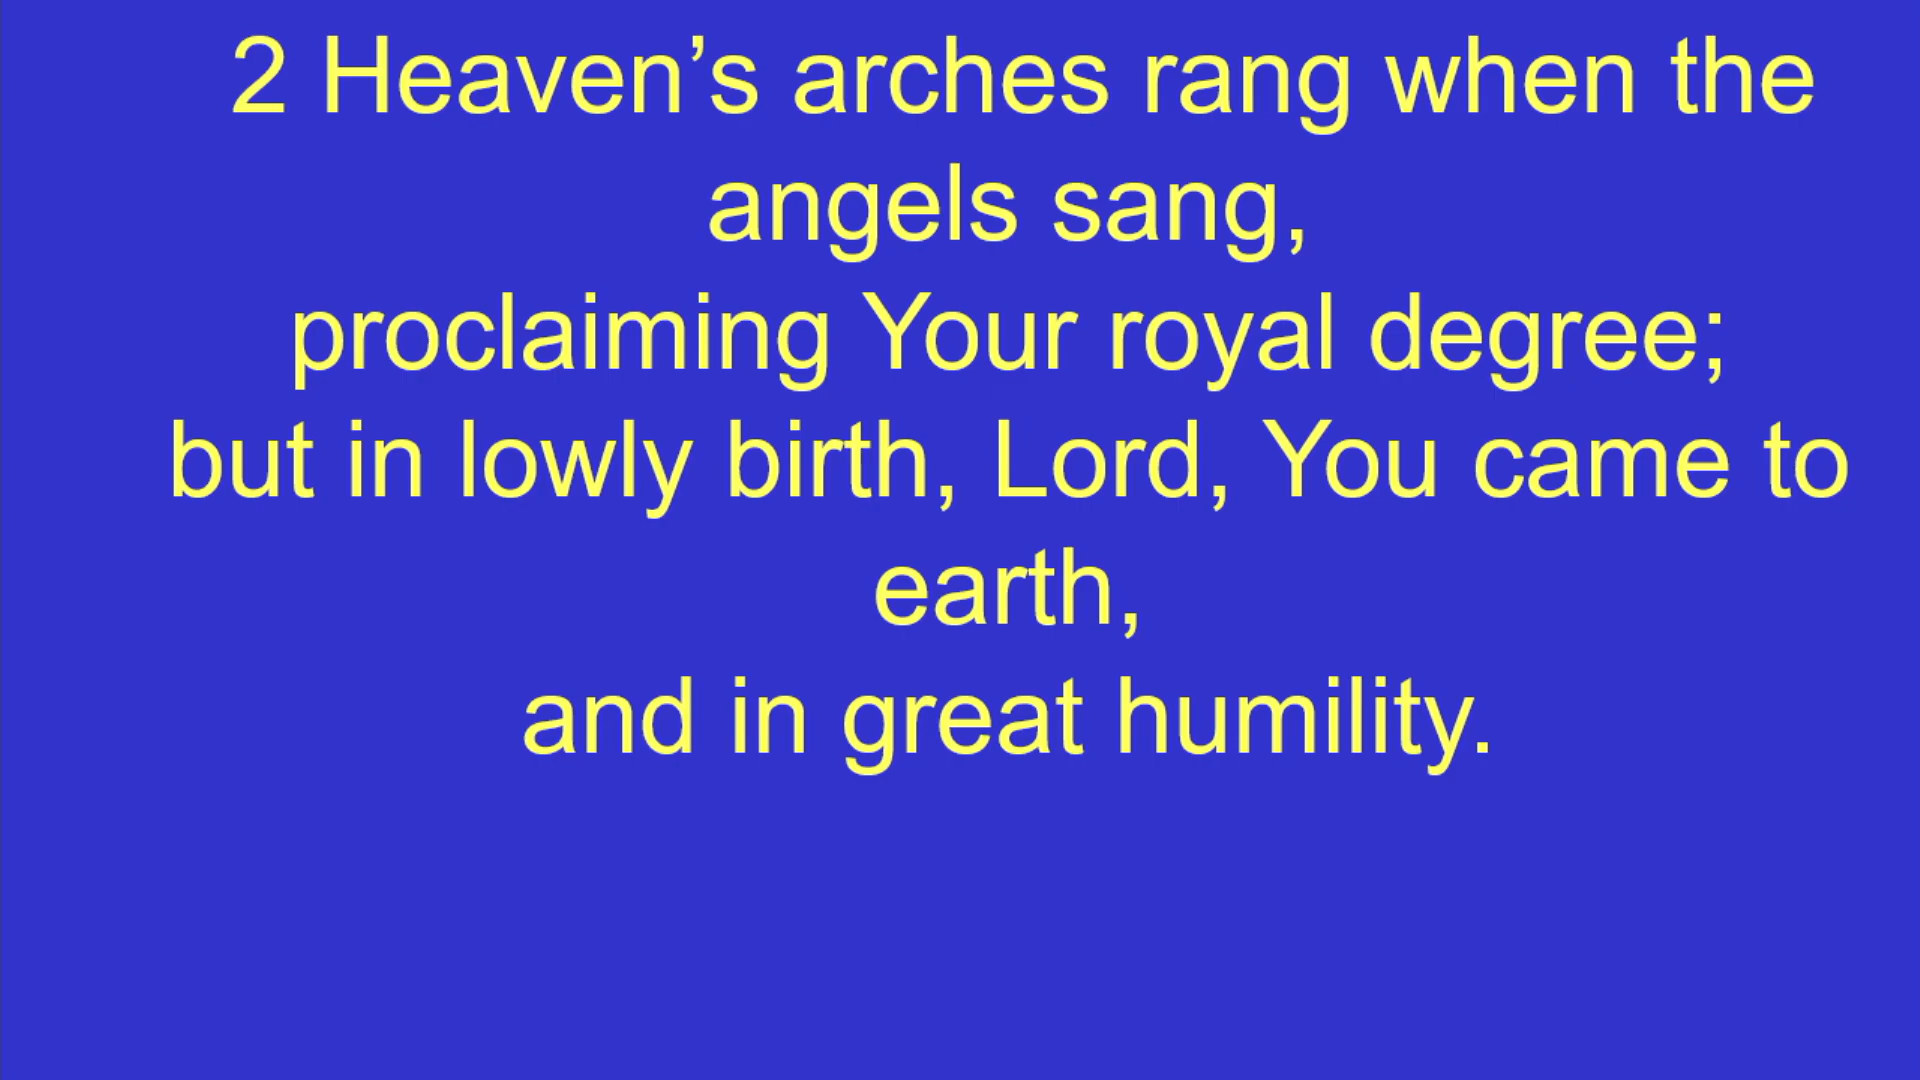 2 Heaven’s arches rang when the
angels sang,
proclaiming Your royal degree;
but in lowly birth, Lord, You came to
earth,
and in great humility.